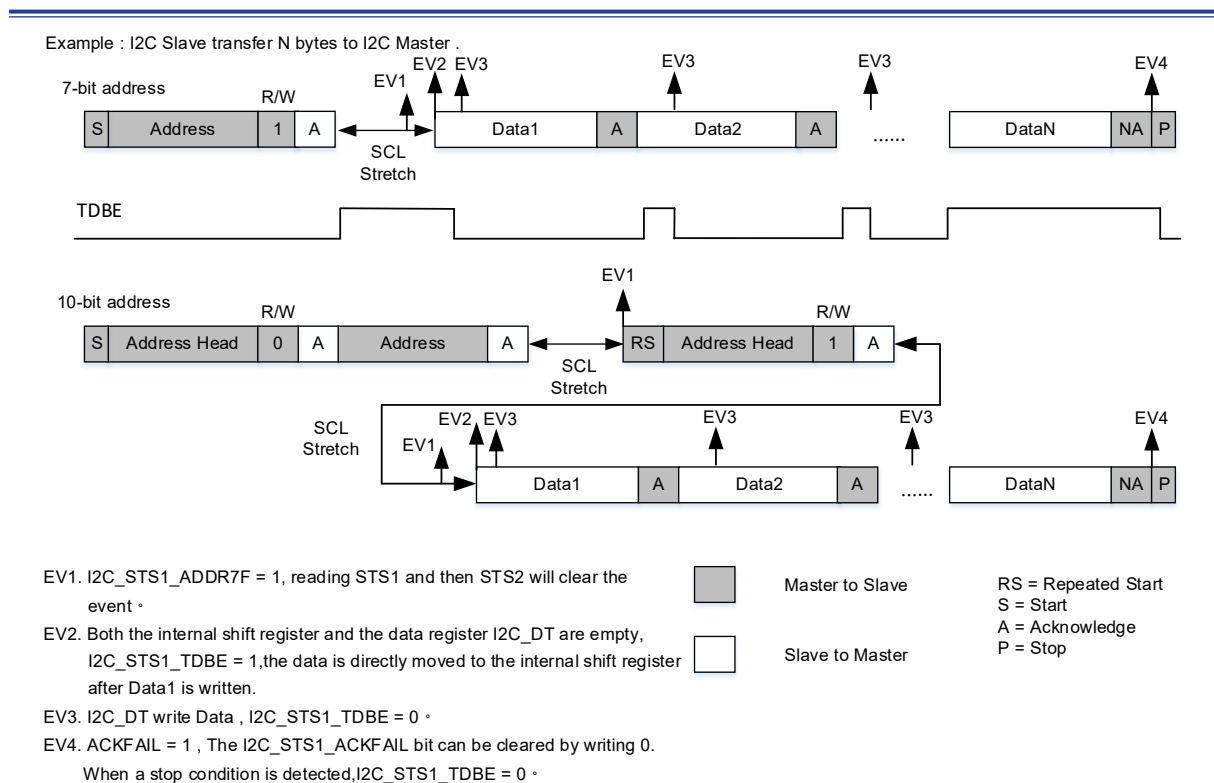 Example : I2C Slave transfer N bytes to I2C Master .
7-bit address
R/W
EV1
EV2
EV3
EV3
EV3
EV4
S
Address
1
A
SCL
Stretch
Data1
A
Data2
A
......
DataN
NA
P
TDBE
10-bit address
R/W
EV1
R/W
S
Address Head
0
A
Address
A
SCL
Stretch
RS
Address Head
1
A
SCL
Stretch
EV1
EV2
EV3
EV3
EV3
EV4
Data1
A
Data2
A
......
DataN
NA
P
EV1. I2C_STS1_ADDR7F = 1, reading STS1 and then STS2 will clear the
event。
EV2. Both the internal shift register and the data register I2C_DT are empty,
I2C_STS1_TDBE = 1,the data is directly moved to the internal shift register
after Data1 is written.
EV3. I2C_DT write Data , I2C_STS1_TDBE = 0。
EV4. ACKFAIL = 1 , The I2C_STS1_ACKFAIL bit can be cleared by writing 0.
When a stop condition is detected,I2C_STS1_TDBE = 0。
Master to Slave
Slave to Master
RS = Repeated Start
S = Start
A = Acknowledge
P = Stop